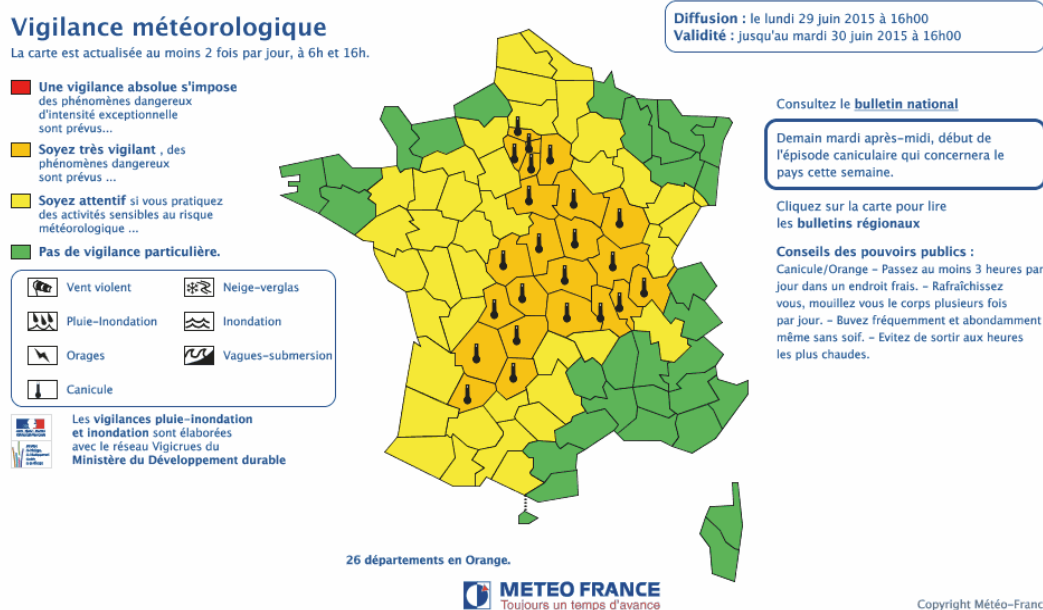 Vigilance météorologique
La carte est actualisée au moins 2 fois par jour, à 6h et 16h.
Diffusion : le lundi 29 juin 2015 à 16h00
Validité : jusqu'au mardi 30 juin 2015 à 16h00
Une vigilance absolue s'impose
des phénomènes dangereux
d'intensité exceptionnelle
sont prévus...
Soyez très vigilant , des
phénomènes dangereux
sont prévus ...
Soyez attentif si vous pratiquez
des activités sensibles au risque
météorologique ...
Pas de vigilance particulière.
Vent violent
Neige-verglas
Pluie-Inondation
Inondation
Orages
Vagues-submersion
Canicule
Les vigilances pluie-inondation
et inondation sont élaborées
avec le réseau Vigicrues du
Ministère du Développement durable
Consultez le bulletin national
Demain mardi après-midi, début de
l'épisode caniculaire qui concernera le
pays cette semaine.
Cliquez sur la carte pour lire
les bulletins régionaux
Conseils des pouvoirs publics :
Canicule/Orange – Passez au moins 3 heures par
jour dans un endroit frais. – Rafraîchissez
vous, mouillez vous le corps plusieurs fois
par jour. – Buvez fréquemment et abondamment
même sans soif. – Evitez de sortir aux heures
les plus chaudes.
26 départements en Orange.
METEO FRANCE
Toujours un temps d'avance
Copyright Météo-Franc